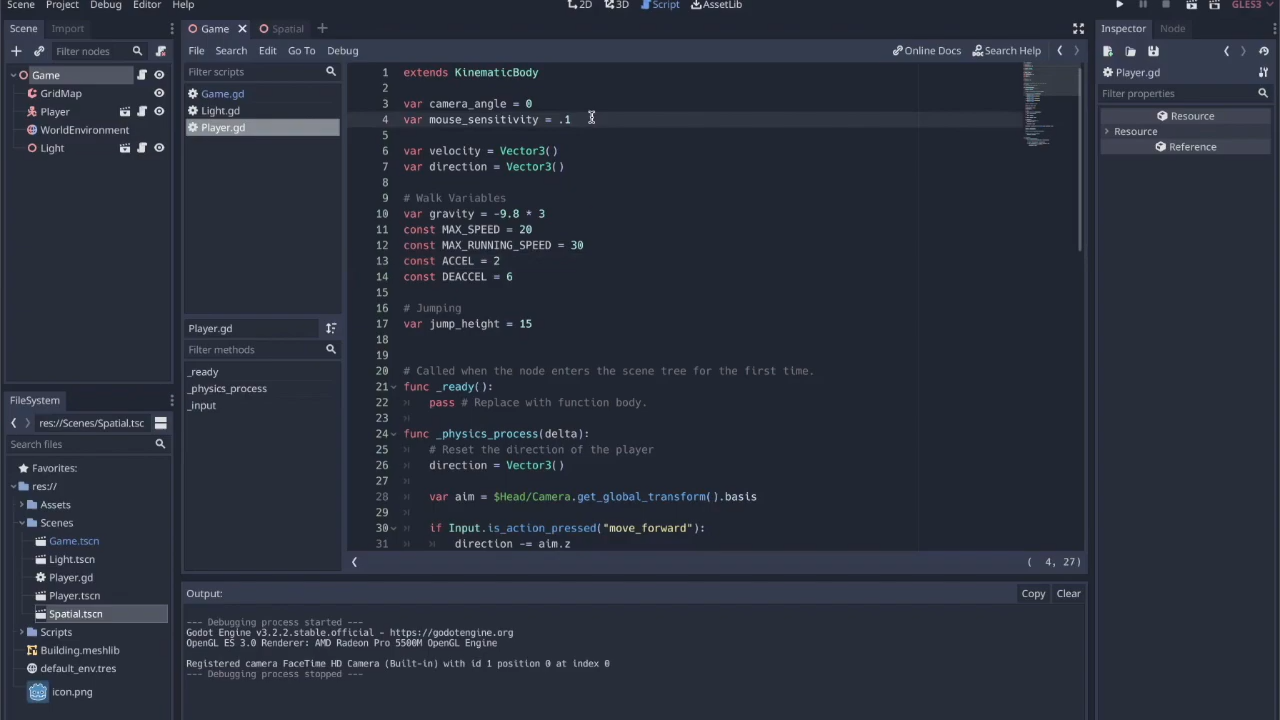 Scene Project Debug Editor Help
2D 3D Script AssetLib
GLES3
Scene Import
Filter nodes
Game
GridMap
Player
WorldEnvironment
Light
FileSystem
res://Scenes/Spatial.tsc
Search files
Favorites:
res://
Assets
Scenes
Game.tscn
Light.tscn
Player.gd
Player.tscn
Spatial.tscn
Scripts
Building.meshlib
default_env.tres
icon.png
Game Spatial
File Search Edit Go To Debug
Online Docs Search Help
Filter scripts
Game.gd
Light.gd
Player.gd
Player.gd
Filter methods
_ready
_physics_process
_input
1 extends KinematicBody
2
3 var camera_angle = 0
4 var mouse_sensitivity = .1
5
6 var velocity = Vector3()
7 var direction = Vector3()
8
9 # Walk Variables
10 var gravity = -9.8 * 3
11 const MAX_SPEED = 20
12 const MAX_RUNNING_SPEED = 30
13 const ACCEL = 2
14 const DEACCEL = 6
15
16 # Jumping
17 var jump_height = 15
18
19
20 # Called when the node enters the scene tree for the first time.
21 func _ready():
22 pass # Replace with function body.
23
24 func _physics_process(delta):
25 # Reset the direction of the player
26 direction = Vector3()
27
28 var aim = $Head/Camera.get_global_transform().basis
29
30 if Input.is_action_pressed("move_forward"):
31 direction -= aim.z
( 4, 27)
Output:
Copy Clear
--- Debugging process started ---
Godot Engine v3.2.2.stable.official - https://godotengine.org
OpenGL ES 3.0 Renderer: AMD Radeon Pro 5500M OpenGL Engine
Registered camera FaceTime HD Camera (Built-in) with id 1 position 0 at index 0
--- Debugging process stopped ---
Inspector Node
Player.gd
Filter properties
Resource
Resource
Reference